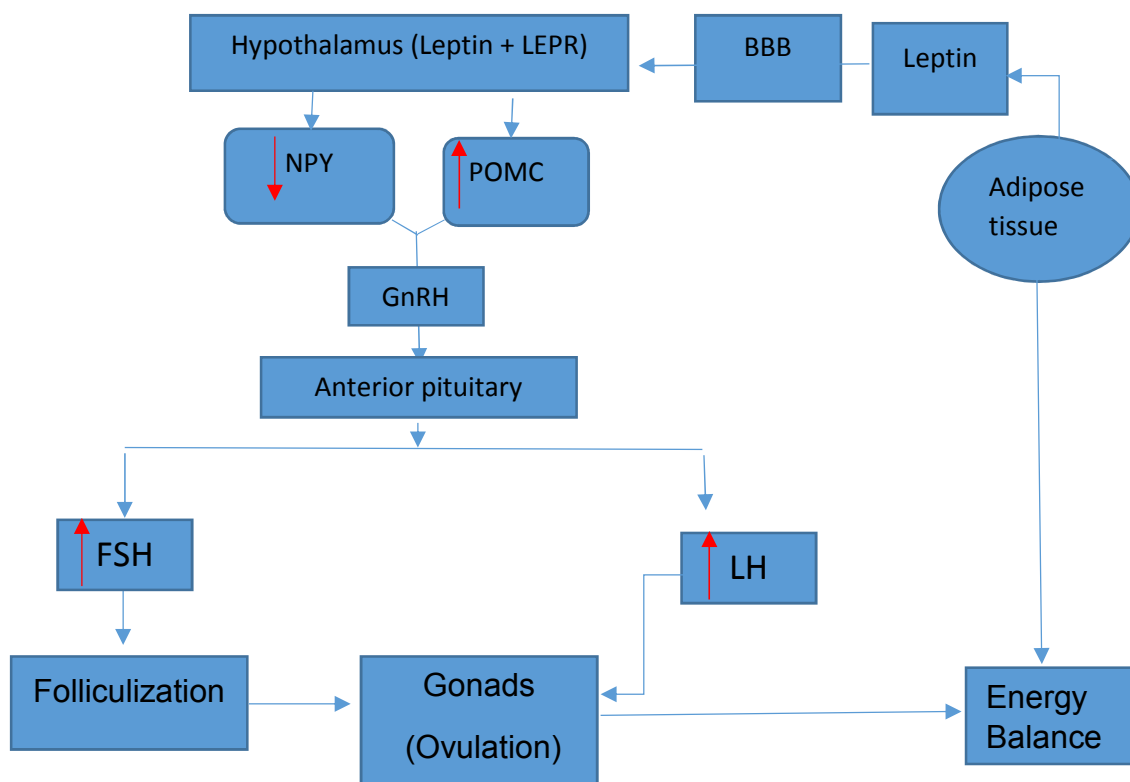 Hypothalamus (Leptin + LEPR)
BBB
Leptin
NPY
POMC
Adipose
tissue
GnRH
Anterior pituitary
FSH
LH
Folliculization
Gonads
(Ovulation)
Energy
Balance